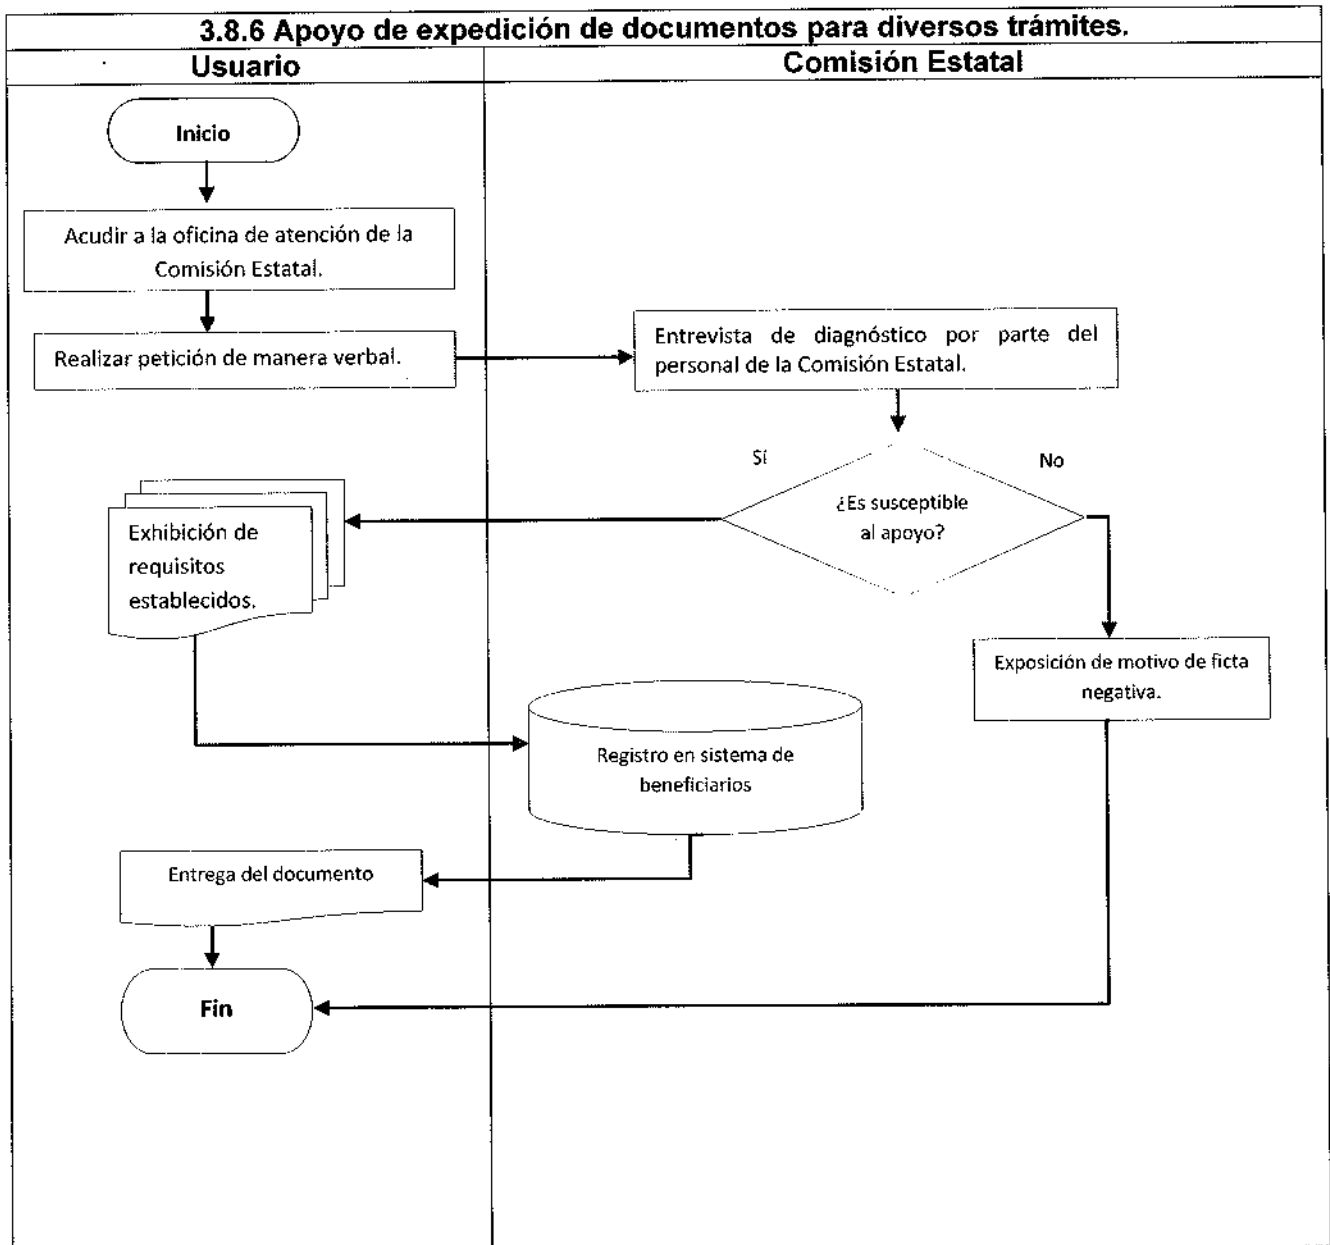 3.8.6 Apoyo de expedición de documentos para diversos trámites.
Usuario
Comisión Estatal
Inicio
Acudir a la oficina de atención de la
Comisión Estatal.
Realizar petición de manera verbal.
Entrevista de diagnóstico por parte del
personal de la Comisión Estatal.
Sí
No
¿Es susceptible
al apoyo?
Exhibición de
requisitos
establecidos.
Exposición de motivo de ficta
negativa.
Registro en sistema de
beneficiarios
Entrega del documento
Fin